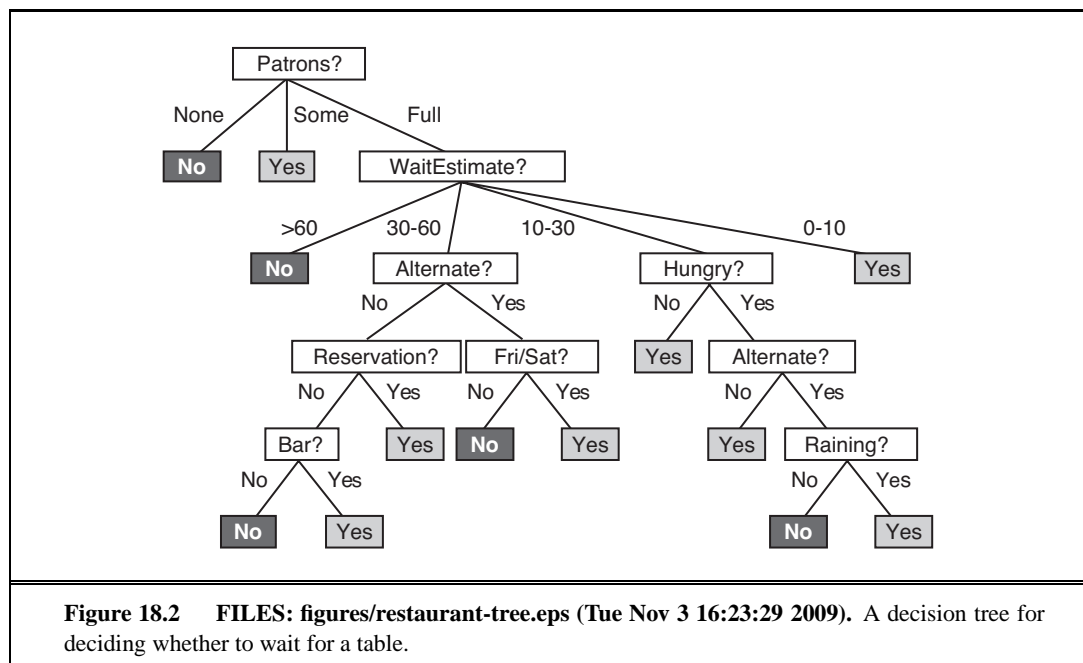 Patrons?
None Some Full
No Yes WaitEstimate?
>60 30-60 10-30 0-10
No Alternate? Hungry? Yes
No Yes No Yes
Reservation? Fri/Sat? Yes Alternate?
No Yes No Yes No Yes
Bar? Yes No Yes Yes Raining?
No Yes No Yes
No Yes No Yes
Figure 18.2 FILES: figures/restaurant-tree.eps (Tue Nov 3 16:23:29 2009). A decision tree for
deciding whether to wait for a table.